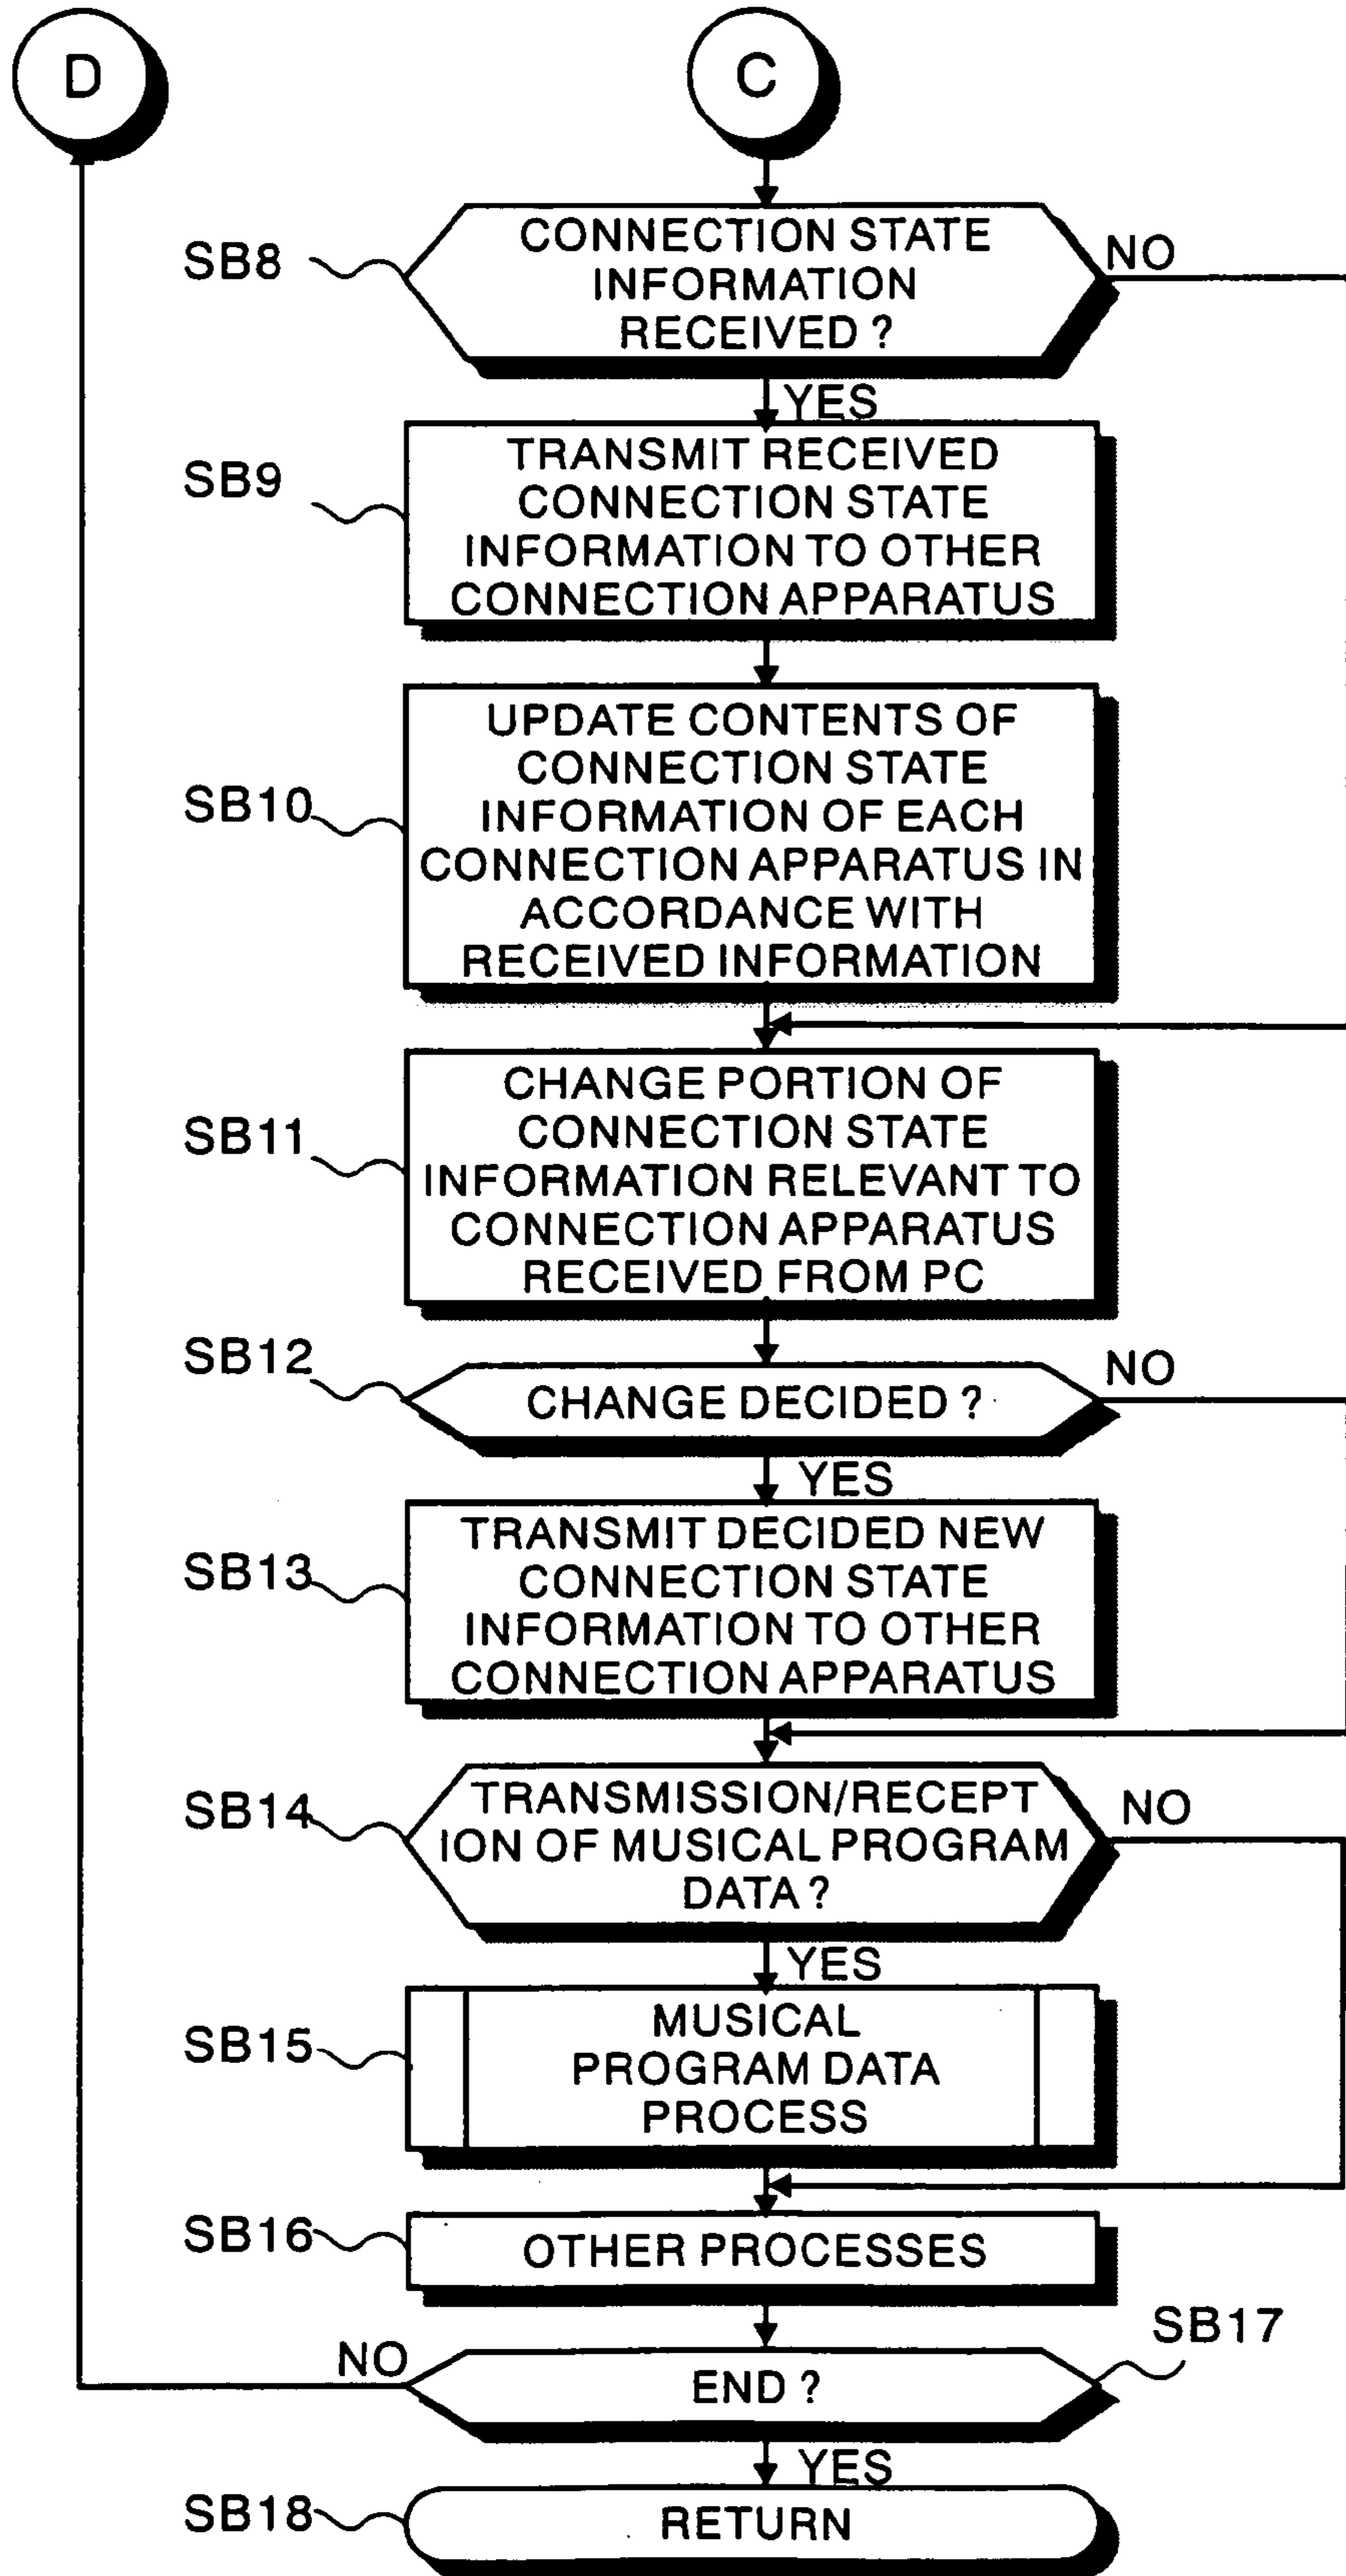 D
C
SB8
CONNECTION STATE
INFORMATION
RECEIVED ?
NO
YES
SB9
TRANSMIT RECEIVED
CONNECTION STATE
INFORMATION TO OTHER
CONNECTION APPARATUS
SB10
UPDATE CONTENTS OF
CONNECTION STATE
INFORMATION OF EACH
CONNECTION APPARATUS IN
ACCORDANCE WITH
RECEIVED INFORMATION
SB11
CHANGE PORTION OF
CONNECTION STATE
INFORMATION RELEVANT TO
CONNECTION APPARATUS
RECEIVED FROM PC
SB12
CHANGE DECIDED ?
NO
YES
SB13
TRANSMIT DECIDED NEW
CONNECTION STATE
INFORMATION TO OTHER
CONNECTION APPARATUS
SB14
TRANSMISSION/RECEPT
ION OF MUSICAL PROGRAM
DATA ?
NO
YES
SB15
MUSICAL
PROGRAM DATA
PROCESS
SB16
OTHER PROCESSES
SB17
NO
END ?
YES
SB18
RETURN